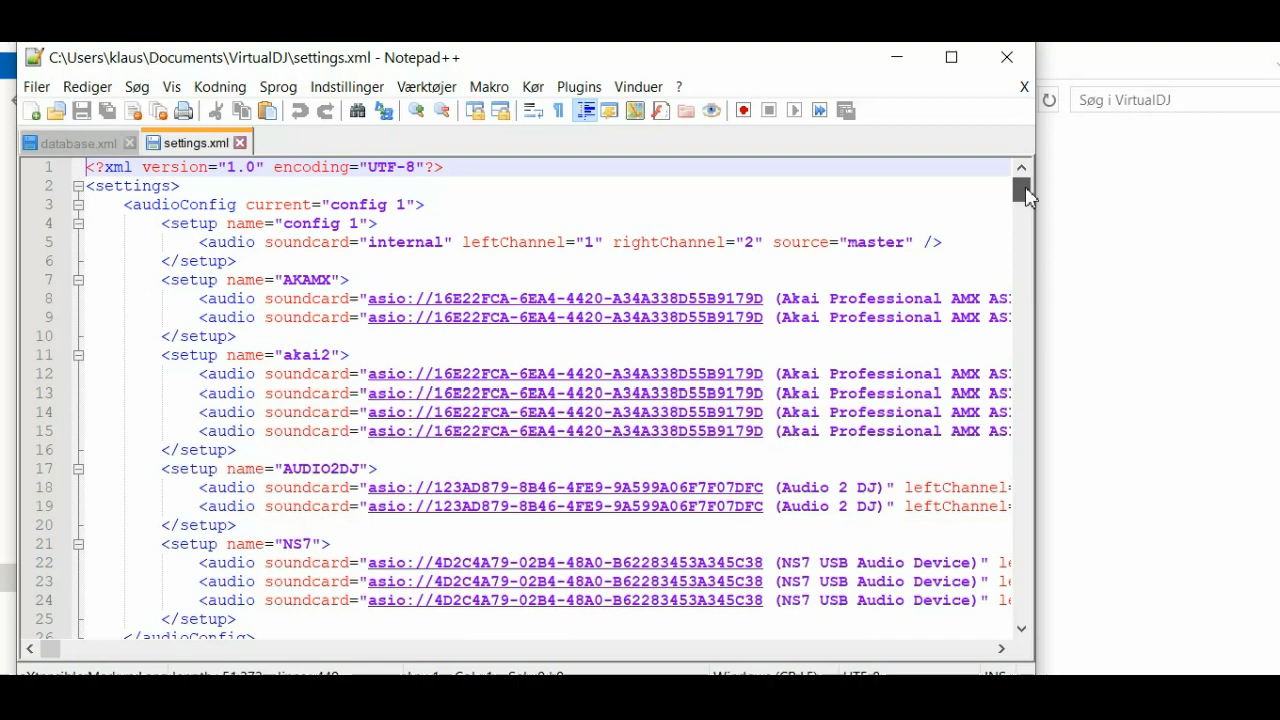 C:\Users\klaus\Documents\VirtualDJ\settings.xml - Notepad++
Filer Rediger Søg Vis Kodning Sprog Indstillinger Værktøjer Makro Kør Plugins Vinduer ? X
Søg i VirtualDJ
database.xml settings.xml
1 <?xml version="1.0" encoding="UTF-8"?>
2 <settings>
3 <audioConfig current="config 1">
4 <setup name="config 1">
5 <audio soundcard="internal" leftChannel="1" rightChannel="2" source="master" />
6 </setup>
7 <setup name="AKAMX">
8 <audio soundcard="asio://16E22FCA-6EA4-4420-A34A338D55B9179D (Akai Professional AMX AS
9 <audio soundcard="asio://16E22FCA-6EA4-4420-A34A338D55B9179D (Akai Professional AMX AS
10 </setup>
11 <setup name="akai2">
12 <audio soundcard="asio://16E22FCA-6EA4-4420-A34A338D55B9179D (Akai Professional AMX AS
13 <audio soundcard="asio://16E22FCA-6EA4-4420-A34A338D55B9179D (Akai Professional AMX AS
14 <audio soundcard="asio://16E22FCA-6EA4-4420-A34A338D55B9179D (Akai Professional AMX AS
15 <audio soundcard="asio://16E22FCA-6EA4-4420-A34A338D55B9179D (Akai Professional AMX AS
16 </setup>
17 <setup name="AUDIO2DJ">
18 <audio soundcard="asio://123AD879-8B46-4FE9-9A599A06F7F07DFC (Audio 2 DJ)" leftChannel=
19 <audio soundcard="asio://123AD879-8B46-4FE9-9A599A06F7F07DFC (Audio 2 DJ)" leftChannel=
20 </setup>
21 <setup name="NS7">
22 <audio soundcard="asio://4D2C4A79-02B4-48A0-B62283453A345C38 (NS7 USB Audio Device)" le
23 <audio soundcard="asio://4D2C4A79-02B4-48A0-B62283453A345C38 (NS7 USB Audio Device)" le
24 <audio soundcard="asio://4D2C4A79-02B4-48A0-B62283453A345C38 (NS7 USB Audio Device)" le
25 </setup>
26 </audioConfig>